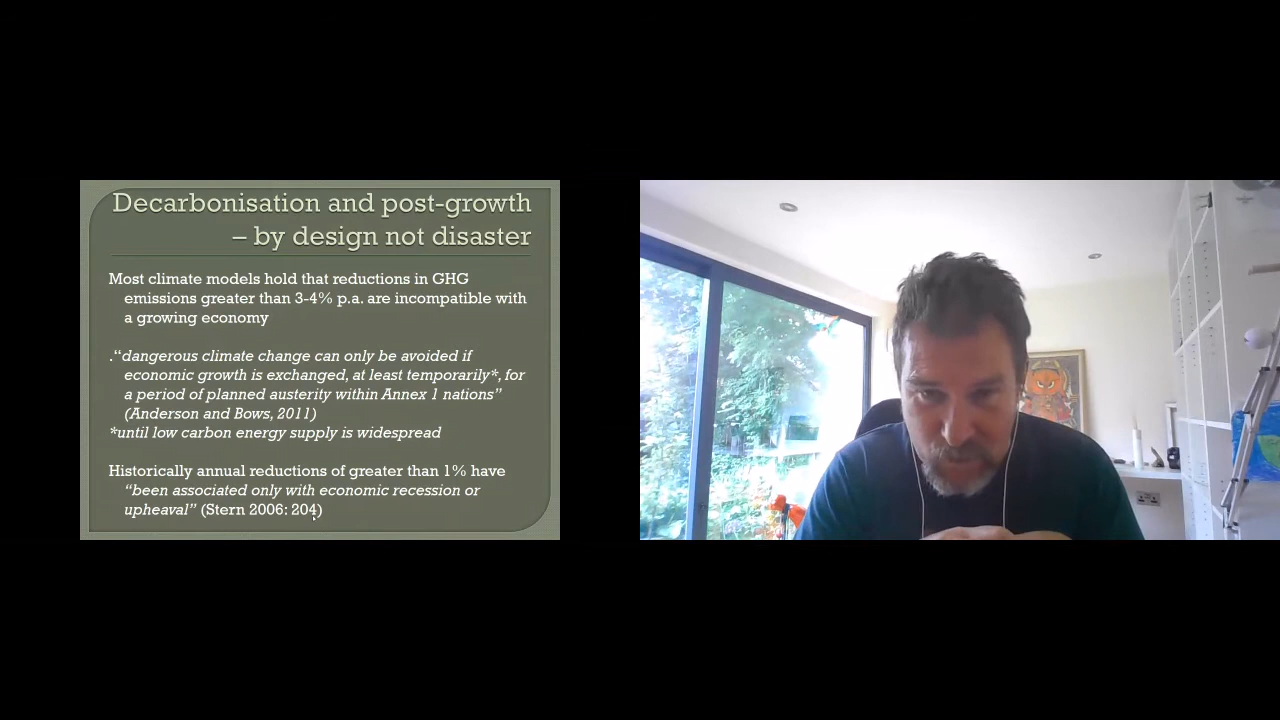 Decarbonisation and post-growth
– by design not disaster
Most climate models hold that reductions in GHG
emissions greater than 3-4% p.a. are incompatible with
a growing economy
.“dangerous climate change can only be avoided if
economic growth is exchanged, at least temporarily*, for
a period of planned austerity within Annex 1 nations”
(Anderson and Bows, 2011)
*until low carbon energy supply is widespread
Historically annual reductions of greater than 1% have
“been associated only with economic recession or
upheaval” (Stern 2006: 204)